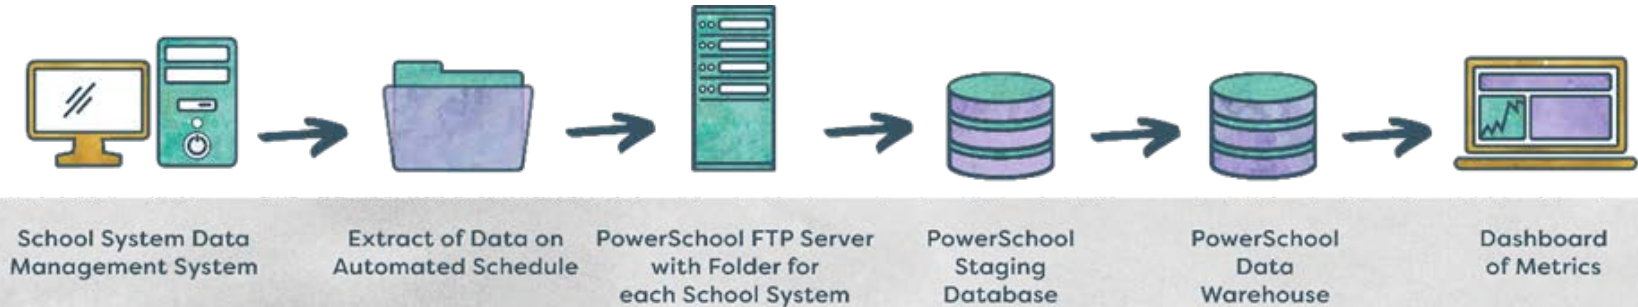 School System Data
Management System
Extract of Data on
Automated Schedule
PowerSchool FTP Server
with Folder for
each School System
PowerSchool
Staging
Database
PowerSchool
Data
Warehouse
Dashboard
of Metrics